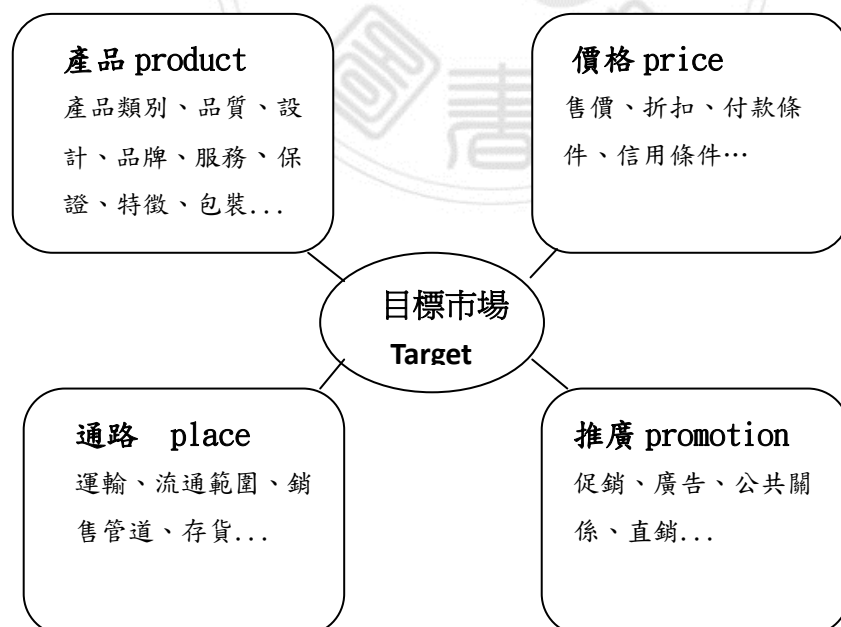 產品 product
產品類別、品質、設
計、品牌、服務、保
證、特徵、包裝...
價格 price
售價、折扣、付款條
件、信用條件…
目標市場
Target
通路 place
運輸、流通範圍、銷
售管道、存貨...
推廣 promotion
促銷、廣告、公共關
係、直銷...